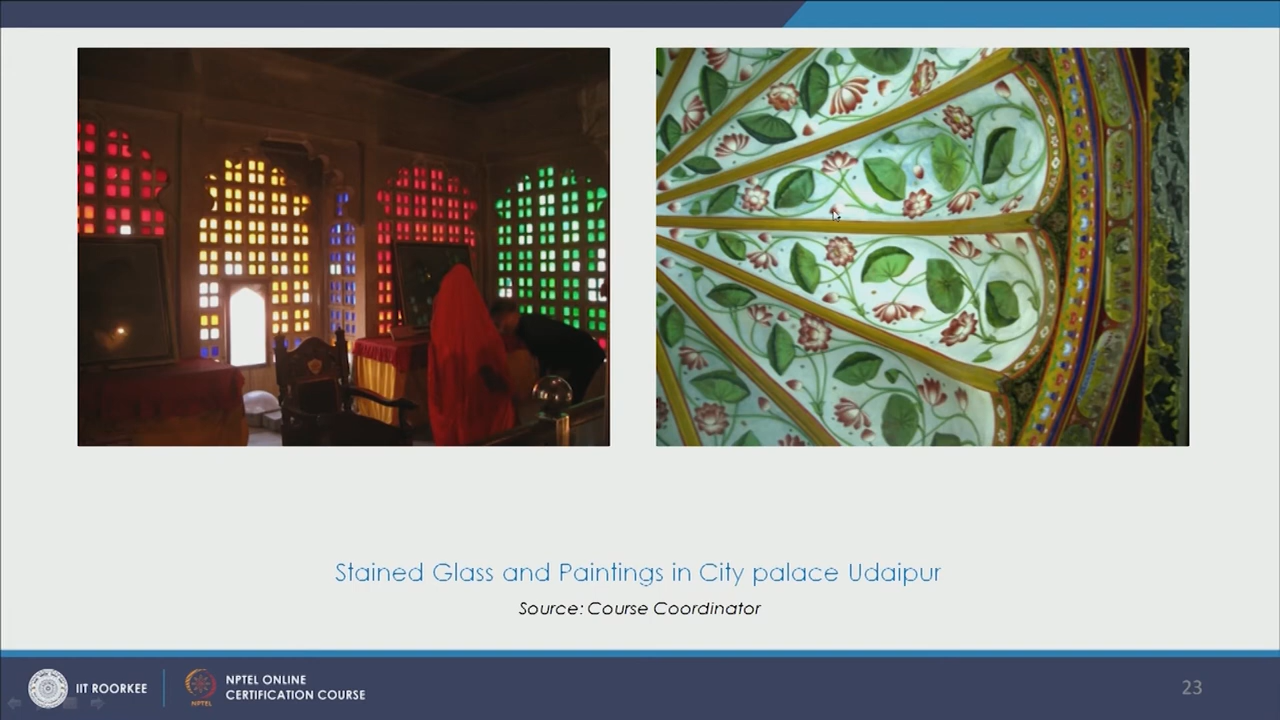 Stained Glass and Paintings in City palace Udaipur
Source: Course Coordinator
IIT ROORKEE
NPTEL
NPTEL ONLINE
CERTIFICATION COURSE
23